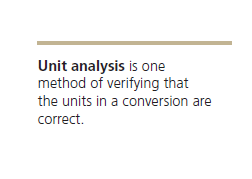 Unit analysis is one
method of verifying that
the units in a conversion are
correct.